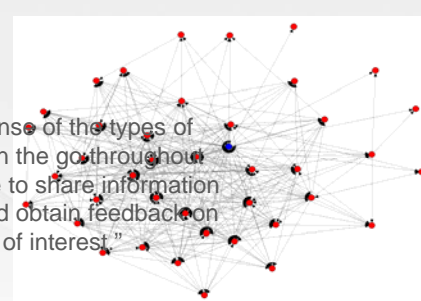 nse of the types of
n the go throughout
e to share information
d obtain feedback on
of interest.”